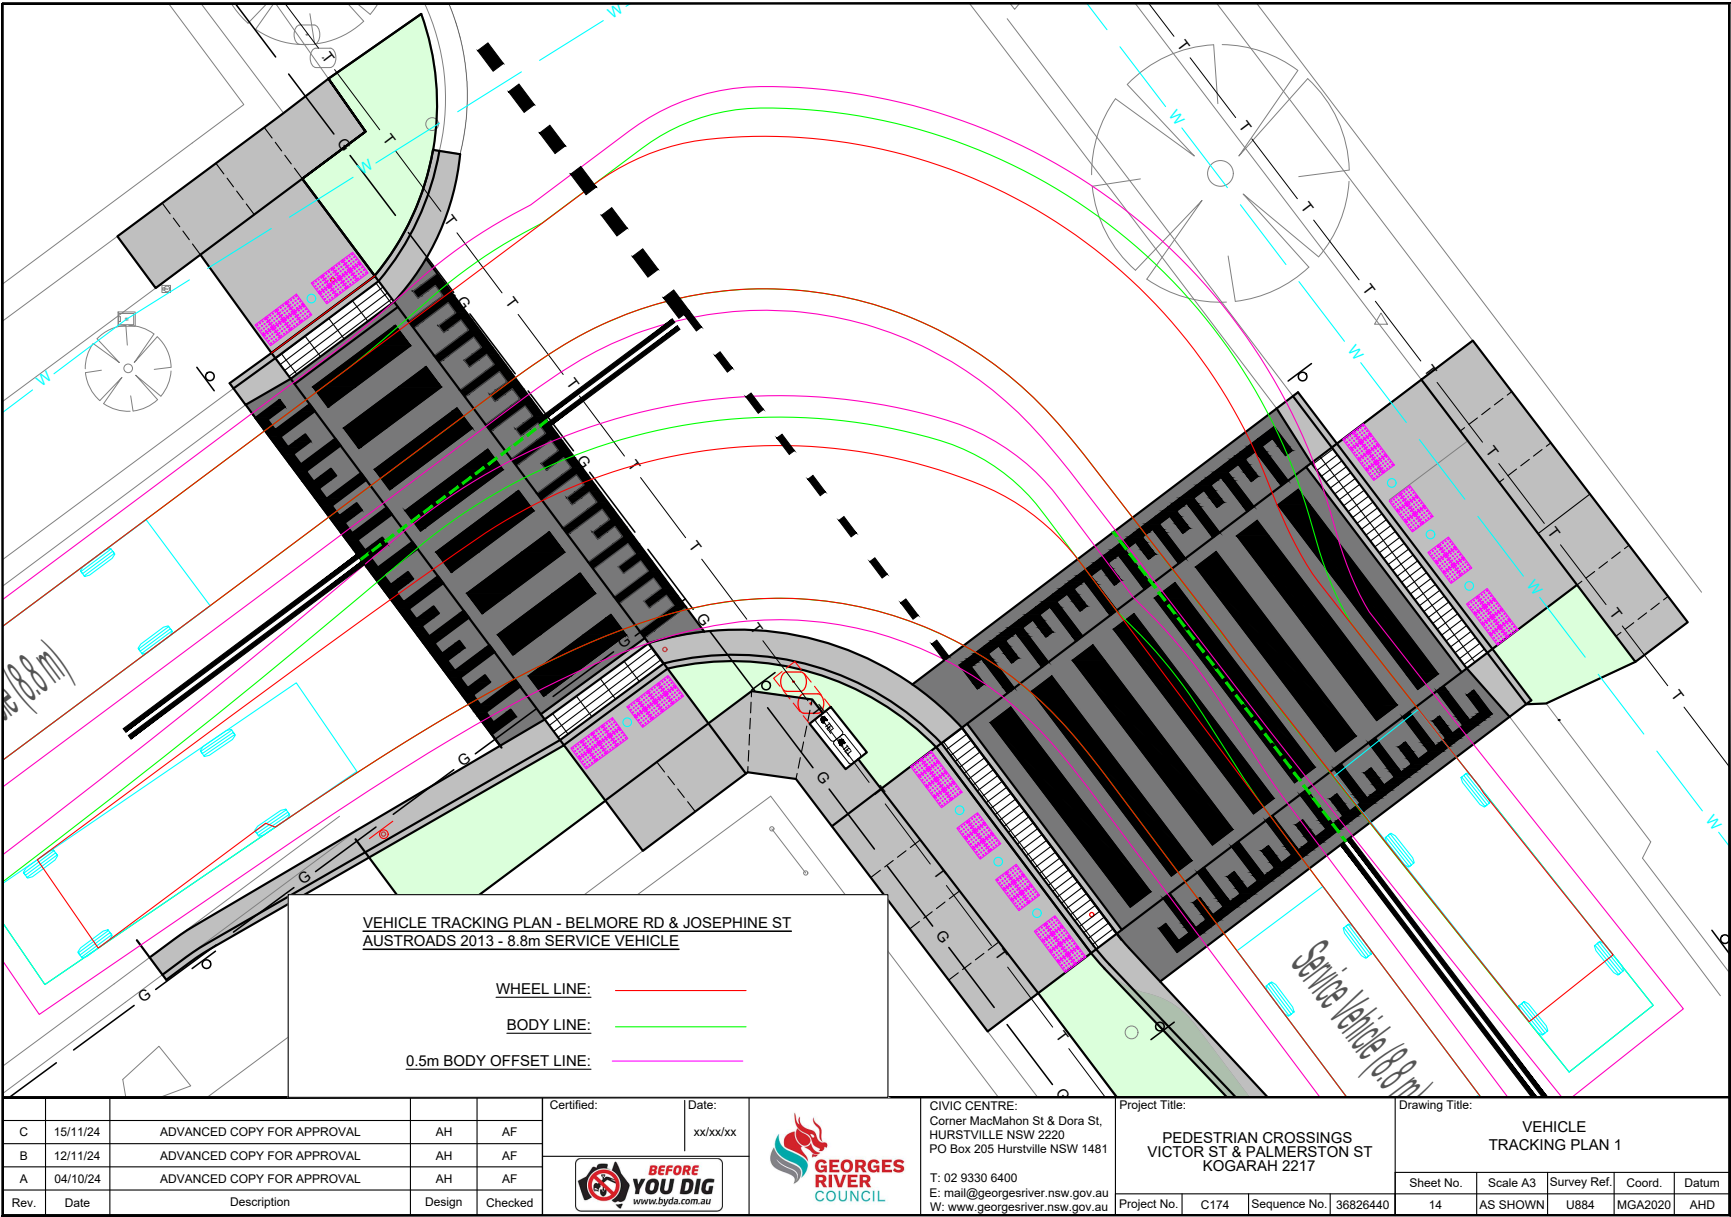 VEHICLE TRACKING PLAN - BELMORE RD & JOSEPHINE ST
AUSTROADS 2013 - 8.8m SERVICE VEHICLE
WHEEL LINE:
BODY LINE:
0.5m BODY OFFSET LINE:
Service Vehicle (8.8 m)
(8.8 m)
C 15/11/24 ADVANCED COPY FOR APPROVAL AH AF
B 12/11/24 ADVANCED COPY FOR APPROVAL AH AF
A 04/10/24 ADVANCED COPY FOR APPROVAL AH AF
Rev. Date Description Design Checked
Certified:
Date:
xx/xx/xx
BEFORE
YOU DIG
www.byda.com.au
GEORGES
RIVER
COUNCIL
CIVIC CENTRE:
Corner MacMahon St & Dora St,
HURSTVILLE NSW 2220
PO Box 205 Hurstville NSW 1481
T: 02 9330 6400
E: mail@georgesriver.nsw.gov.au
W: www.georgesriver.nsw.gov.au
Project Title:
PEDESTRIAN CROSSINGS
VICTOR ST & PALMERSTON ST
KOGARAH 2217
Project No. C174 Sequence No. 36826440
Drawing Title:
VEHICLE
TRACKING PLAN 1
Sheet No. Scale A3 Survey Ref. Coord. Datum
14 AS SHOWN U884 MGA2020 AHD